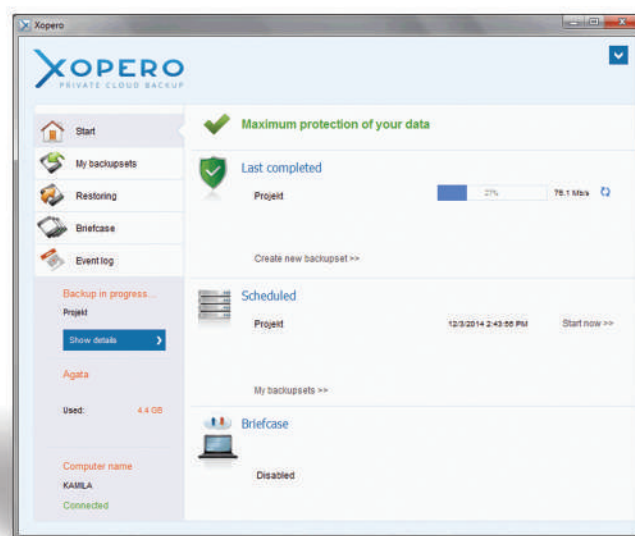 Xopero
XOPERO
PRIVATE CLOUD BACKUP
Start
My backupsets
Restoring
Briefcase
Event log
Backup in progress...
Projekt
Show details
Agata
Used: 4.4 GB
Computer name
KAMILA
Connected
Maximum protection of your data
Last completed
Projekt 27% 76.1 Mb/s
Create new backupset >>
Scheduled
Projekt 12/3/2014 2:43:56 PM Start now >>
My backupsets >>
Briefcase
Disabled